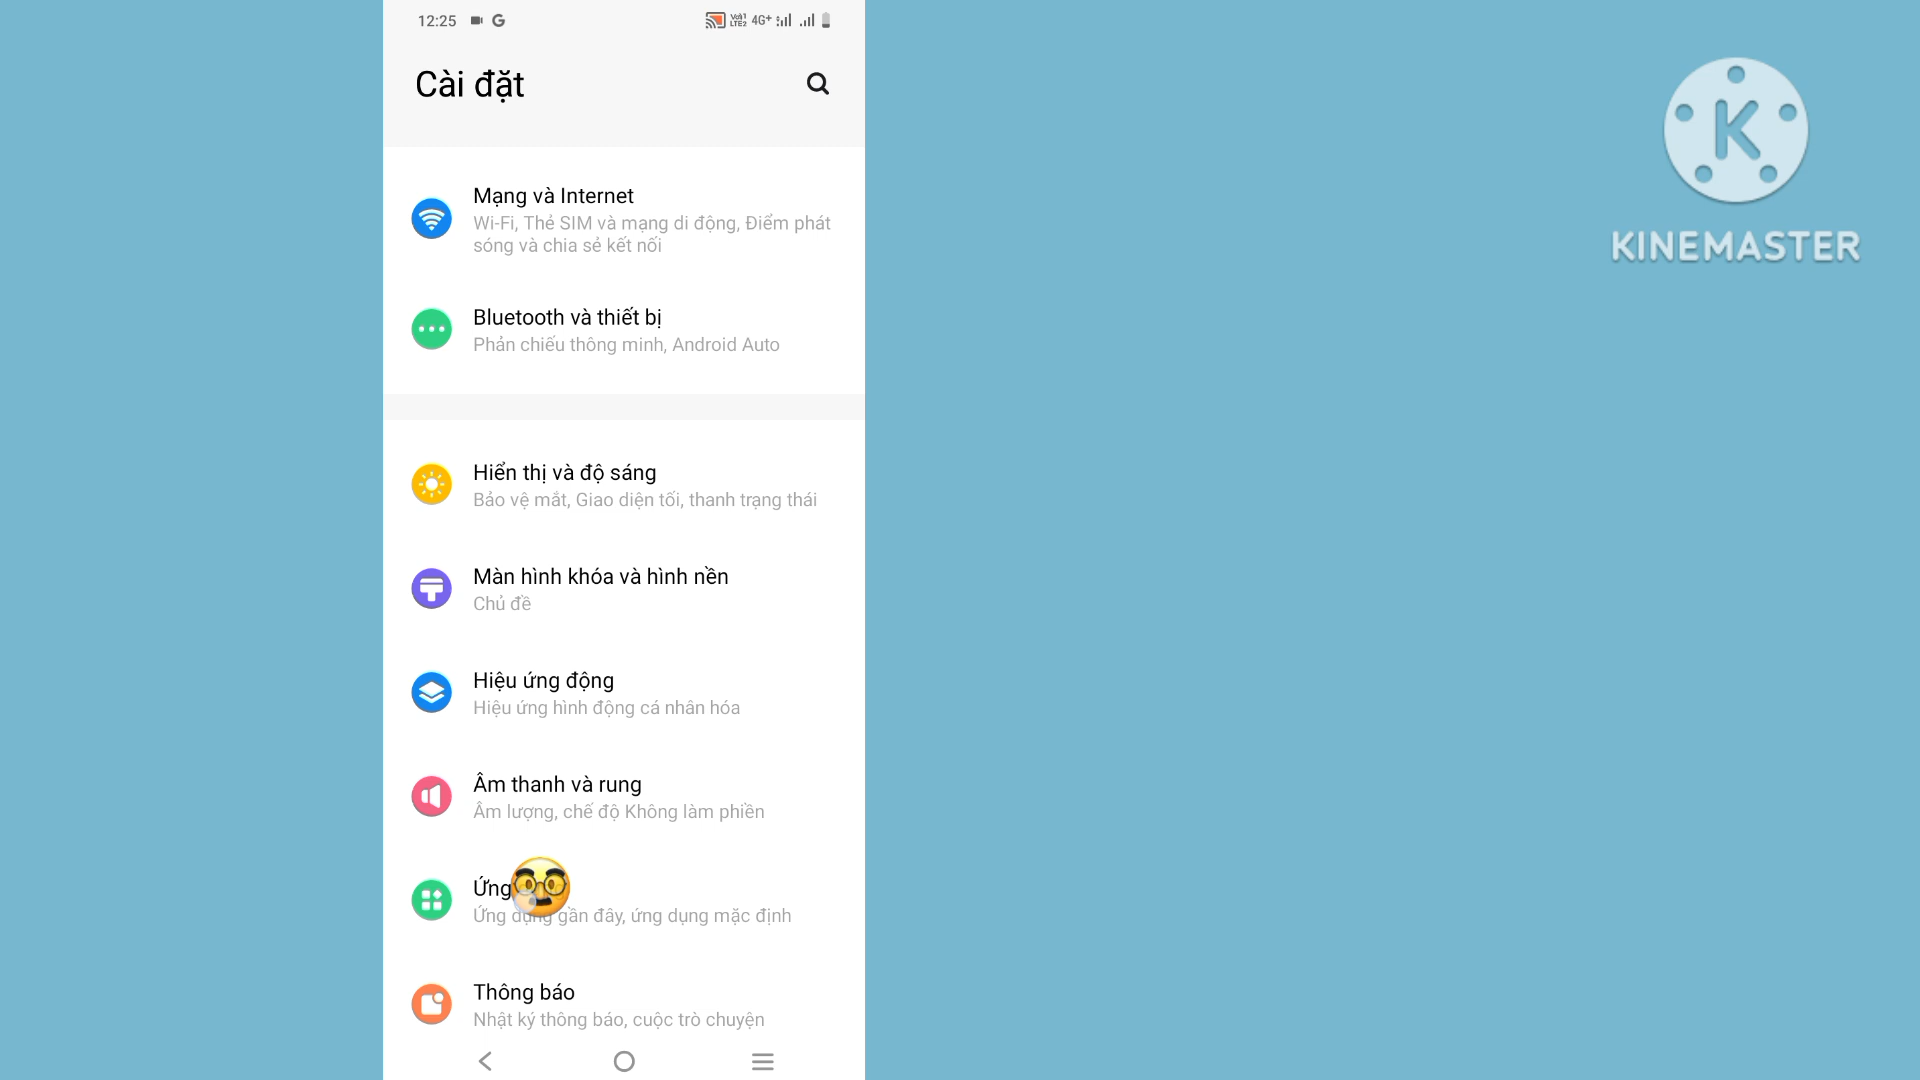 12:25 G 4G+
Cài đặt
Mạng và Internet
Wi-Fi, Thẻ SIM và mạng di động, Điểm phát
sóng và chia sẻ kết nối
Bluetooth và thiết bị
Phản chiếu thông minh, Android Auto
Hiển thị và độ sáng
Bảo vệ mắt, Giao diện tối, thanh trạng thái
Màn hình khóa và hình nền
Chủ đề
Hiệu ứng động
Hiệu ứng hình động cá nhân hóa
Âm thanh và rung
Âm lượng, chế độ Không làm phiền
Ứng
Ứng dụng gần đây, ứng dụng mặc định
Thông báo
Nhật ký thông báo, cuộc trò chuyện
K
KINEMASTER